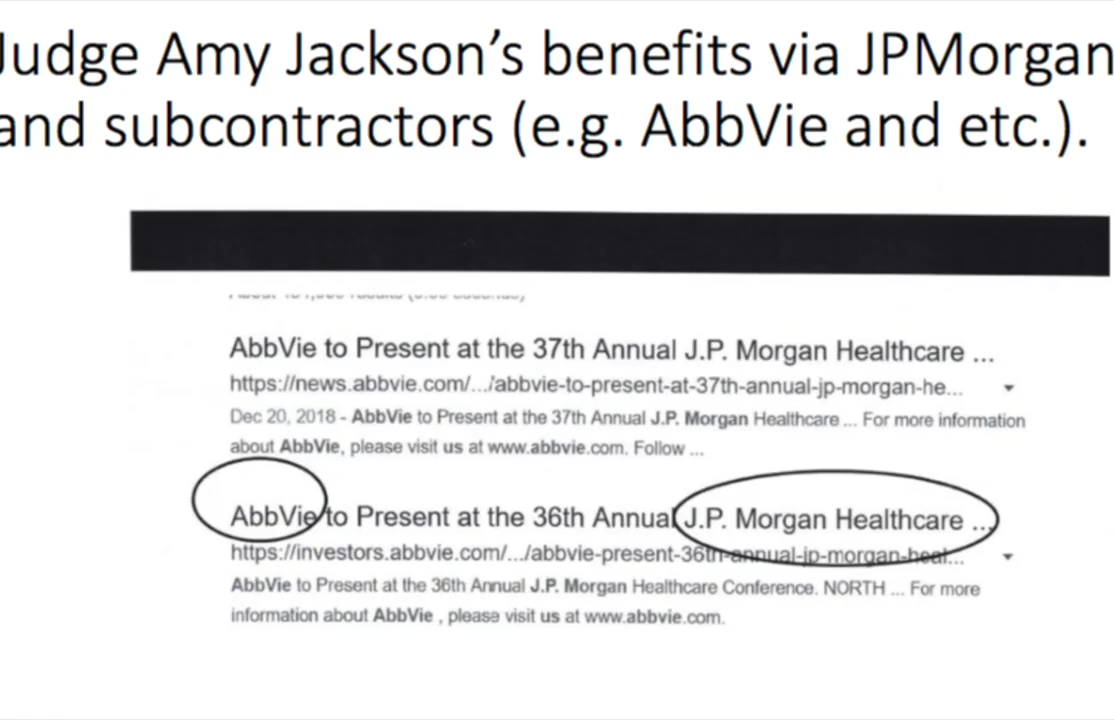 Judge Amy Jackson's benefits via JPMorgan
and subcontractors (e.g. AbbVie and etc.).
AbbVie to Present at the 37th Annual J.P. Morgan Healthcare ...
https://news.abbvie.com/.../abbvie-to-present-at-37th-annual-jp-morgan-he...
Dec 20, 2018 - AbbVie to Present at the 37th Annual J.P. Morgan Healthcare ... For more information
about AbbVie, please visit us at www.abbvie.com. Follow ...
AbbVie to Present at the 36th Annual J.P. Morgan Healthcare ...
https://investors.abbvie.com/.../abbvie-present-36th-annual-jp-morgan-heal...
AbbVie to Present at the 36th Annual J.P. Morgan Healthcare Conference. NORTH ... For more
information about AbbVie , please visit us at www.abbvie.com.